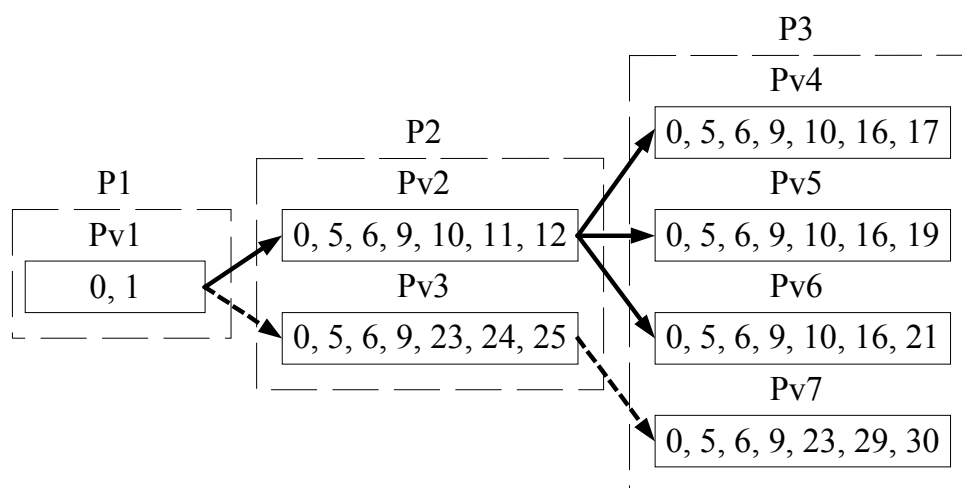 P1
Pv1
0, 1
P2
Pv2
0, 5, 6, 9, 10, 11, 12
Pv3
0, 5, 6, 9, 23, 24, 25
P3
Pv4
0, 5, 6, 9, 10, 16, 17
Pv5
0, 5, 6, 9, 10, 16, 19
Pv6
0, 5, 6, 9, 10, 16, 21
Pv7
0, 5, 6, 9, 23, 29, 30